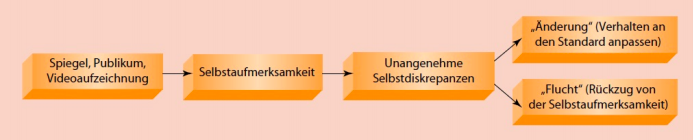 Spiegel, Publikum,
Videoaufzeichnung
Selbstaufmerksamkeit
Unangenehme
Selbstdiskrepanzen
„Änderung“ (Verhalten an
den Standard anpassen)
„Flucht“ (Rückzug von
der Selbstaufmerksamkeit)